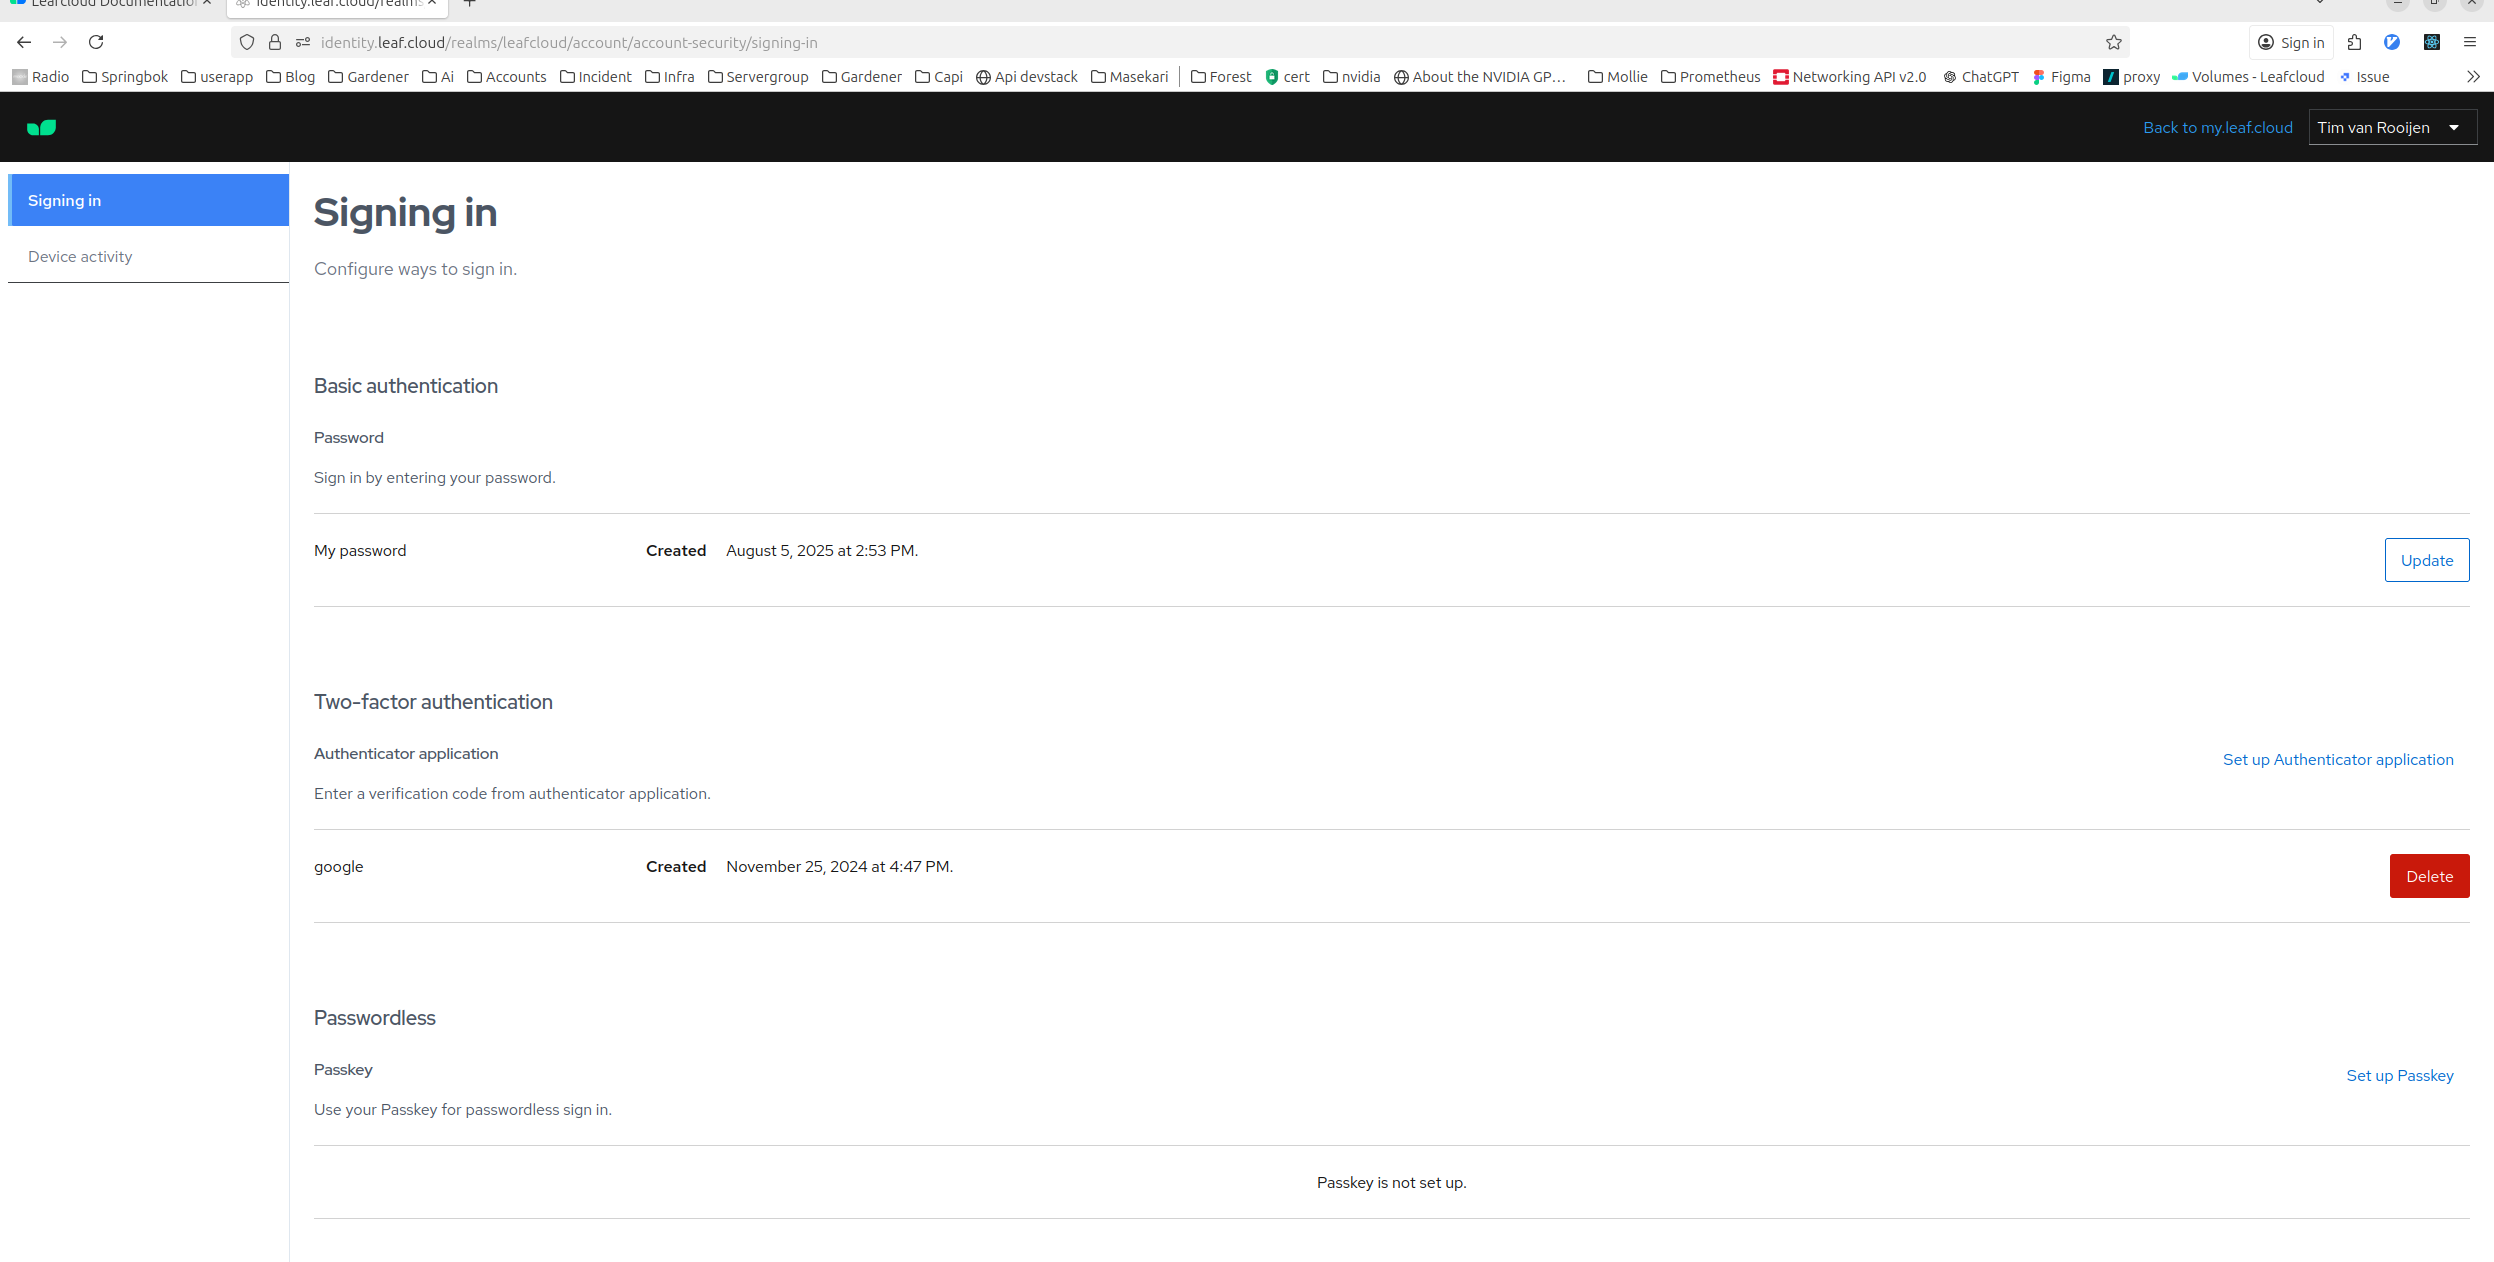 Leafcloud Documentation
identity.leaf.cloud/realms
identity.leaf.cloud/realms/leafcloud/account/account-security/signing-in
Sign in
Radio Springbok userapp Blog Gardener Ai Accounts Incident Infra Servergroup Gardener Capi Api devstack Masekari Forest cert nvidia About the NVIDIA GP... Mollie Prometheus Networking API v2.0 ChatGPT Figma proxy Volumes - Leafcloud Issue
Back to my.leaf.cloud
Tim van Rooijen
Signing in
Device activity
Signing in
Configure ways to sign in.
Basic authentication
Password
Sign in by entering your password.
My password Created August 5, 2025 at 2:53 PM.
Update
Two-factor authentication
Authenticator application
Set up Authenticator application
Enter a verification code from authenticator application.
google Created November 25, 2024 at 4:47 PM.
Delete
Passwordless
Passkey
Set up Passkey
Use your Passkey for passwordless sign in.
Passkey is not set up.